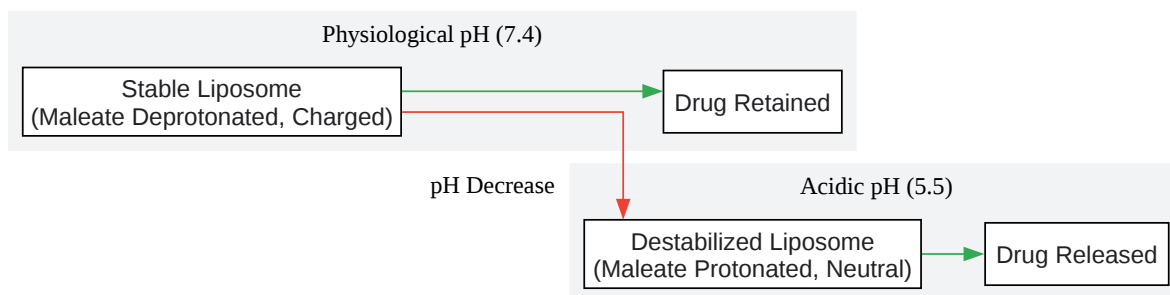 Physiological pH (7.4)
Stable Liposome
(Maleate Deprotonated, Charged)
Drug Retained
pH Decrease
Acidic pH (5.5)
Destabilized Liposome
(Maleate Protonated, Neutral)
Drug Released